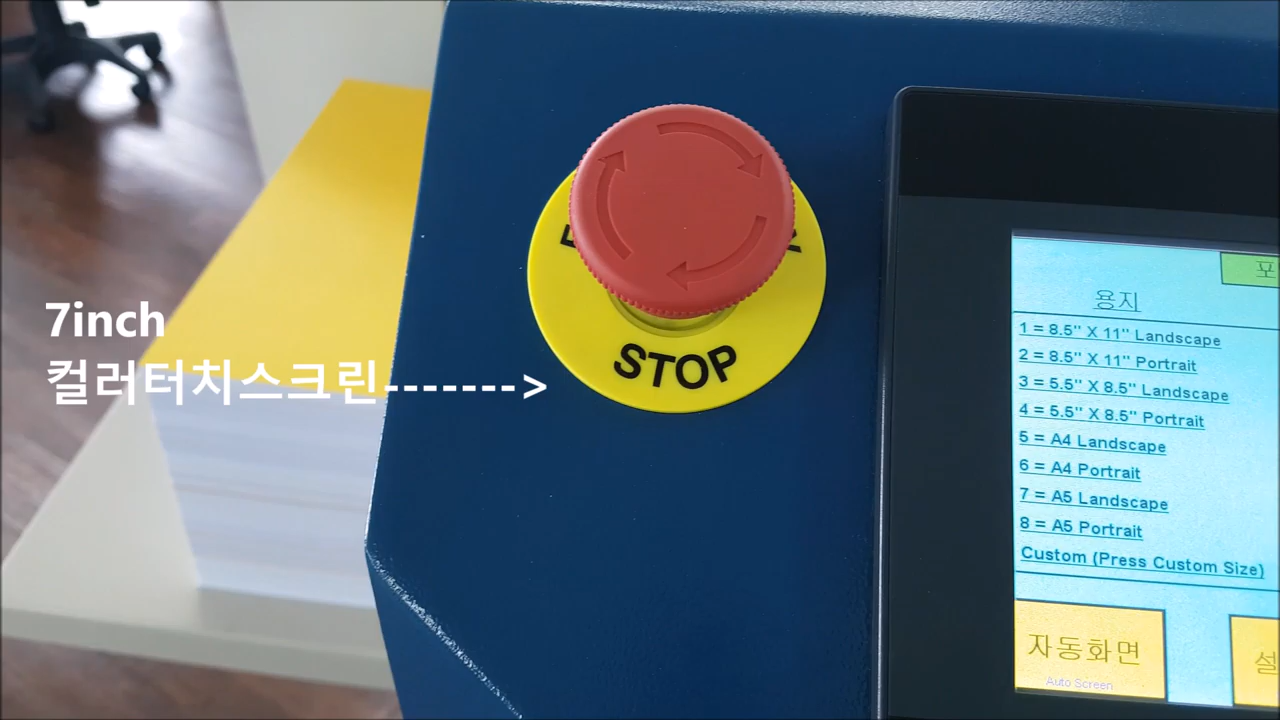 7inch
컬러터치스크린------->
STOP
포
용지
1 = 8.5" X 11" Landscape
2 = 8.5" X 11" Portrait
3 = 5.5" X 8.5" Landscape
4 = 5.5" X 8.5" Portrait
5 = A4 Landscape
6 = A4 Portrait
7 = A5 Landscape
8 = A5 Portrait
Custom (Press Custom Size)
자동화면
Auto Screen
설